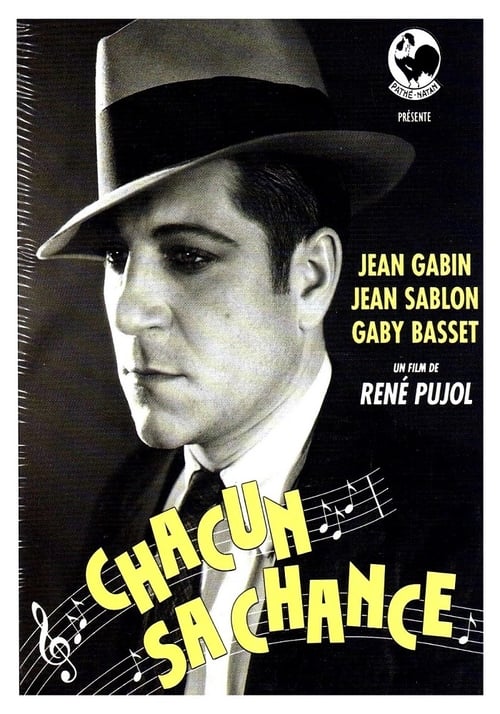 PATHÉ-NATAN
PRÉSENTE
JEAN GABIN
JEAN SABLON
GABY BASSET
UN FILM DE
RENÉ PUJOL
CHACUN
SA CHANCE